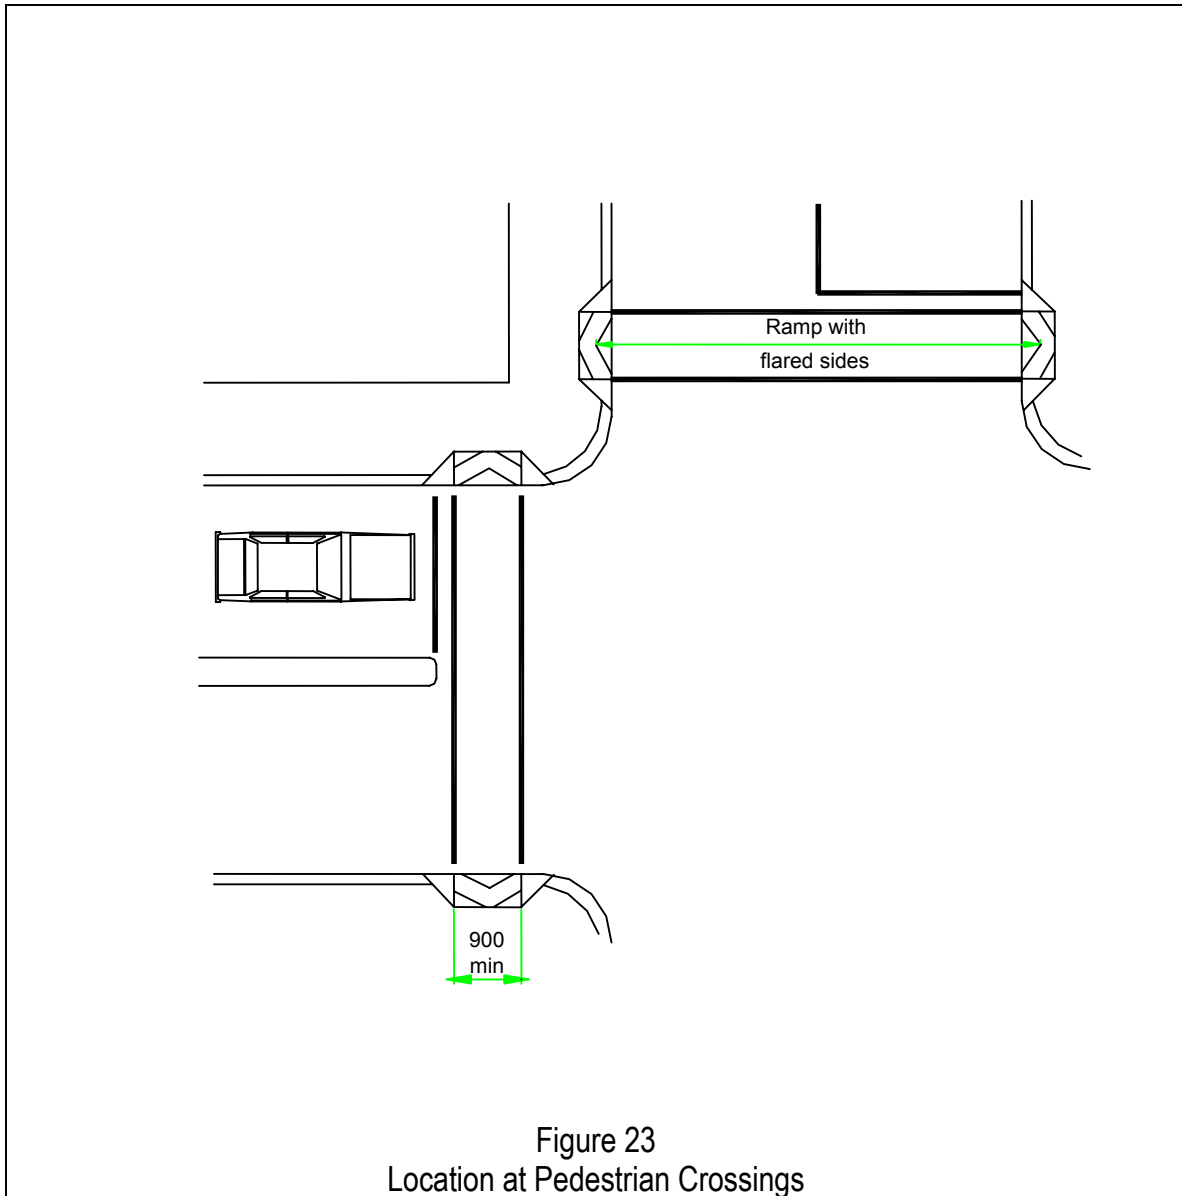 Ramp with
flared sides
900
min
Figure 23
Location at Pedestrian Crossings